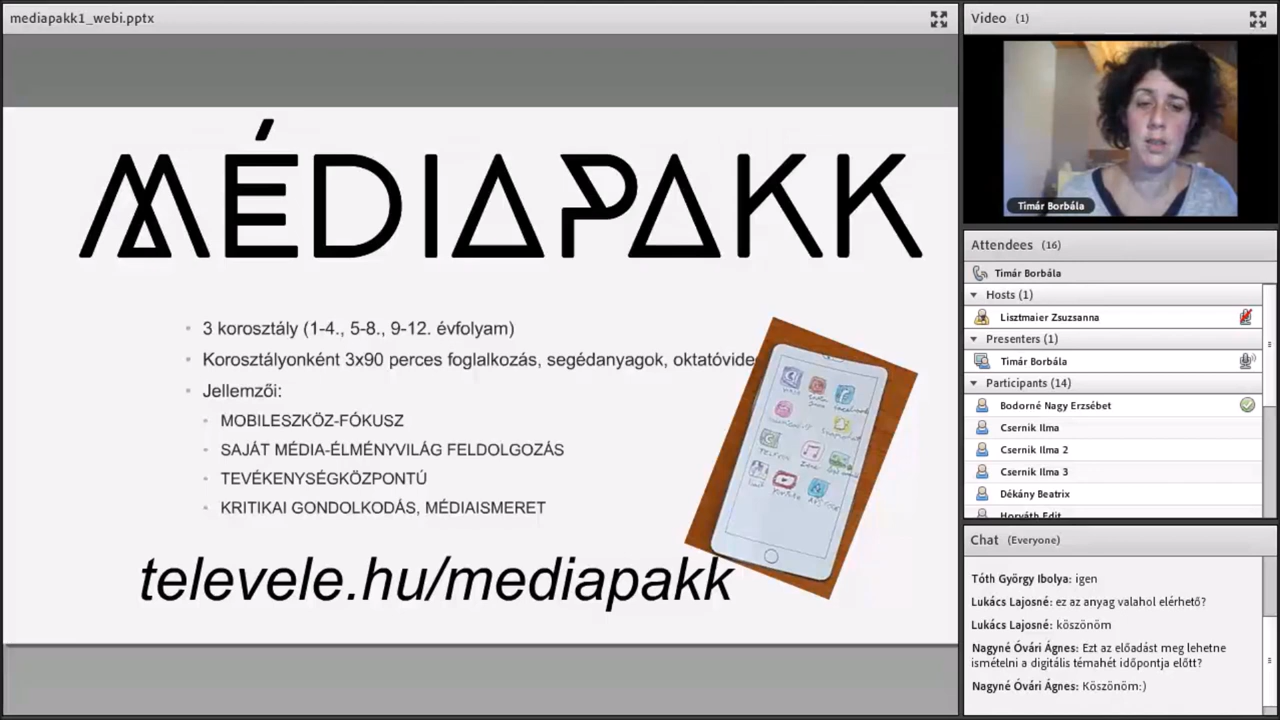 mediapakk1_webi.pptx
MÉDIAPAKK
3 korosztály (1-4., 5-8., 9-12. évfolyam)
Korosztályonként 3x90 perces foglalkozás, segédanyagok,
Jellemzői:
MOBILESZKÖZ-FÓKUSZ
SAJÁT MÉDIA-ÉLMÉNYVILÁG FELDOLGOZÁS
TEVÉKENYSÉGKÖZPONTÚ
KRITIKAI GONDOLKODÁS, MÉDIAISMERET
televele.hu/mediapakk
Video (1)
Timár Borbála
Attendees (16)
Timár Borbála
Hosts (1)
Lisztmaier Zsuzsanna
Presenters (1)
Timár Borbála
Participants (14)
Bodorné Nagy Erzsébet
Csernik Ilma
Csernik Ilma 2
Csernik Ilma 3
Dékány Beatrix
Horváth Edit
Chat (Everyone)
Tóth György Ibolya: igen
Lukács Lajosné: ez az anyag valahol elérhető?
Lukács Lajosné: köszönöm
Nagyné Óvári Ágnes: Ezt az előadást meg lehetne
ismételni a digitális témahét időpontja előtt?
Nagyné Óvári Ágnes: Köszönöm:)